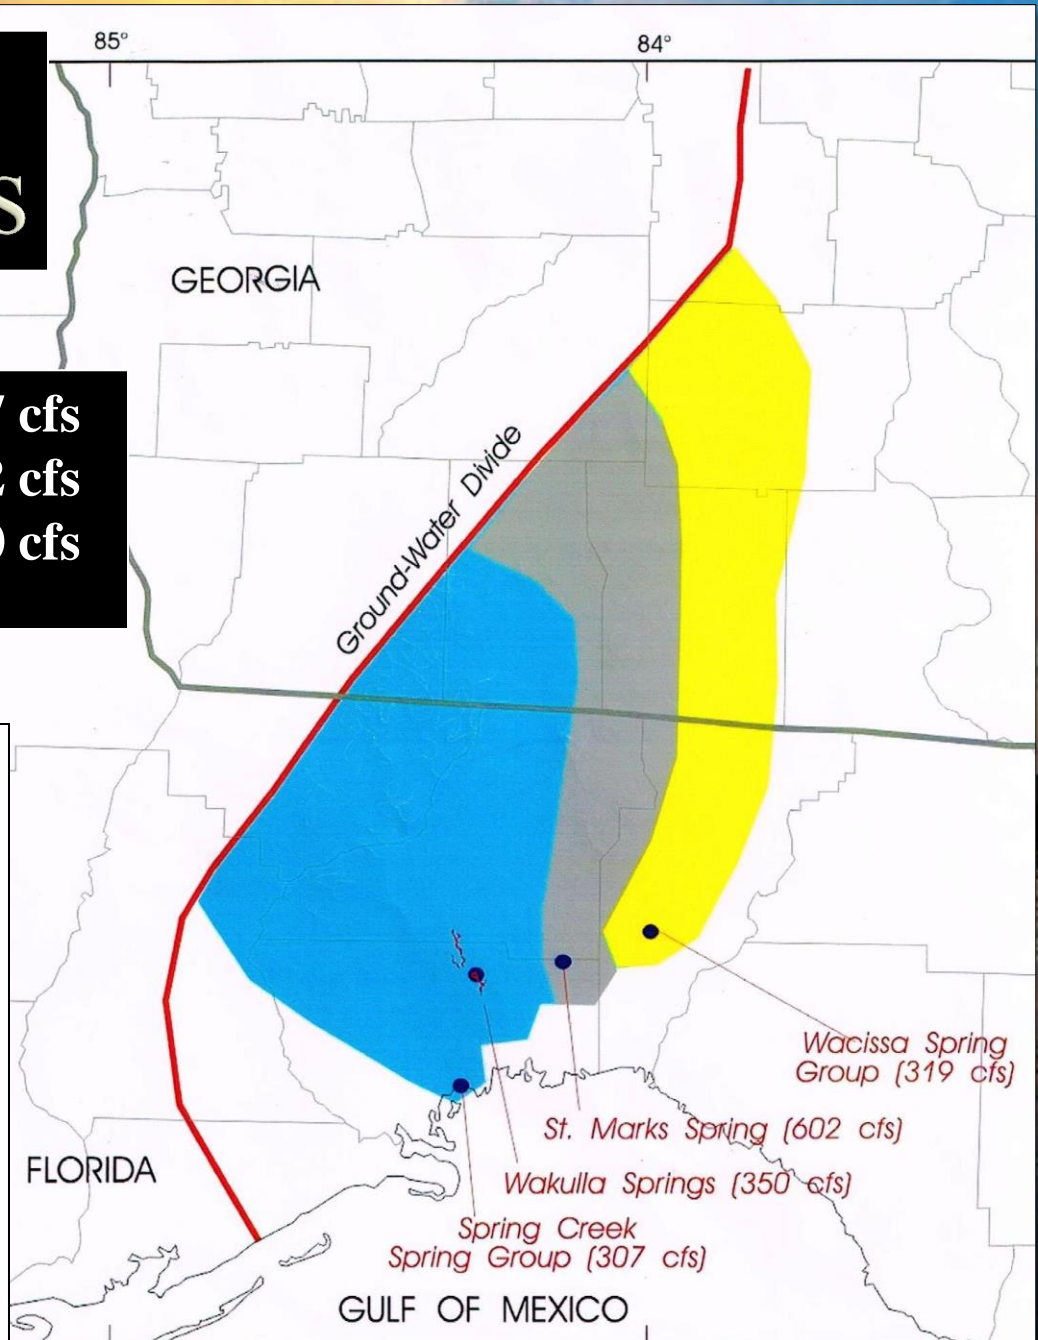 85°
84°
S
GEORGIA
cfs
cfs
cfs
Ground-Water Divide
Wacissa Spring
Group (319 cfs)
St. Marks Spring (602 cfs)
FLORIDA
Wakulla Springs (350 cfs)
Spring Creek
Spring Group (307 cfs)
GULF OF MEXICO